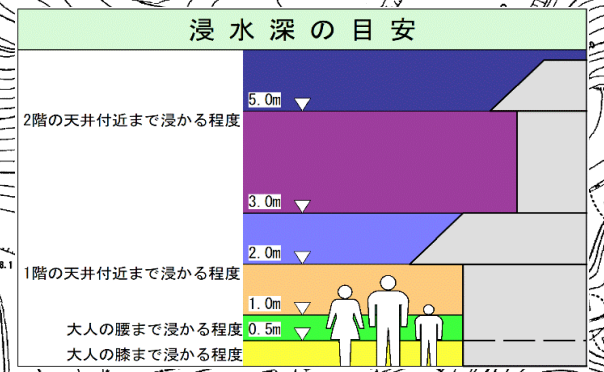 浸水深の目安
5.0m
2階の天井付近まで浸かる程度
3.0m
2.0m
1階の天井付近まで浸かる程度
1.0m
大人の腰まで浸かる程度
0.5m
大人の膝まで浸かる程度